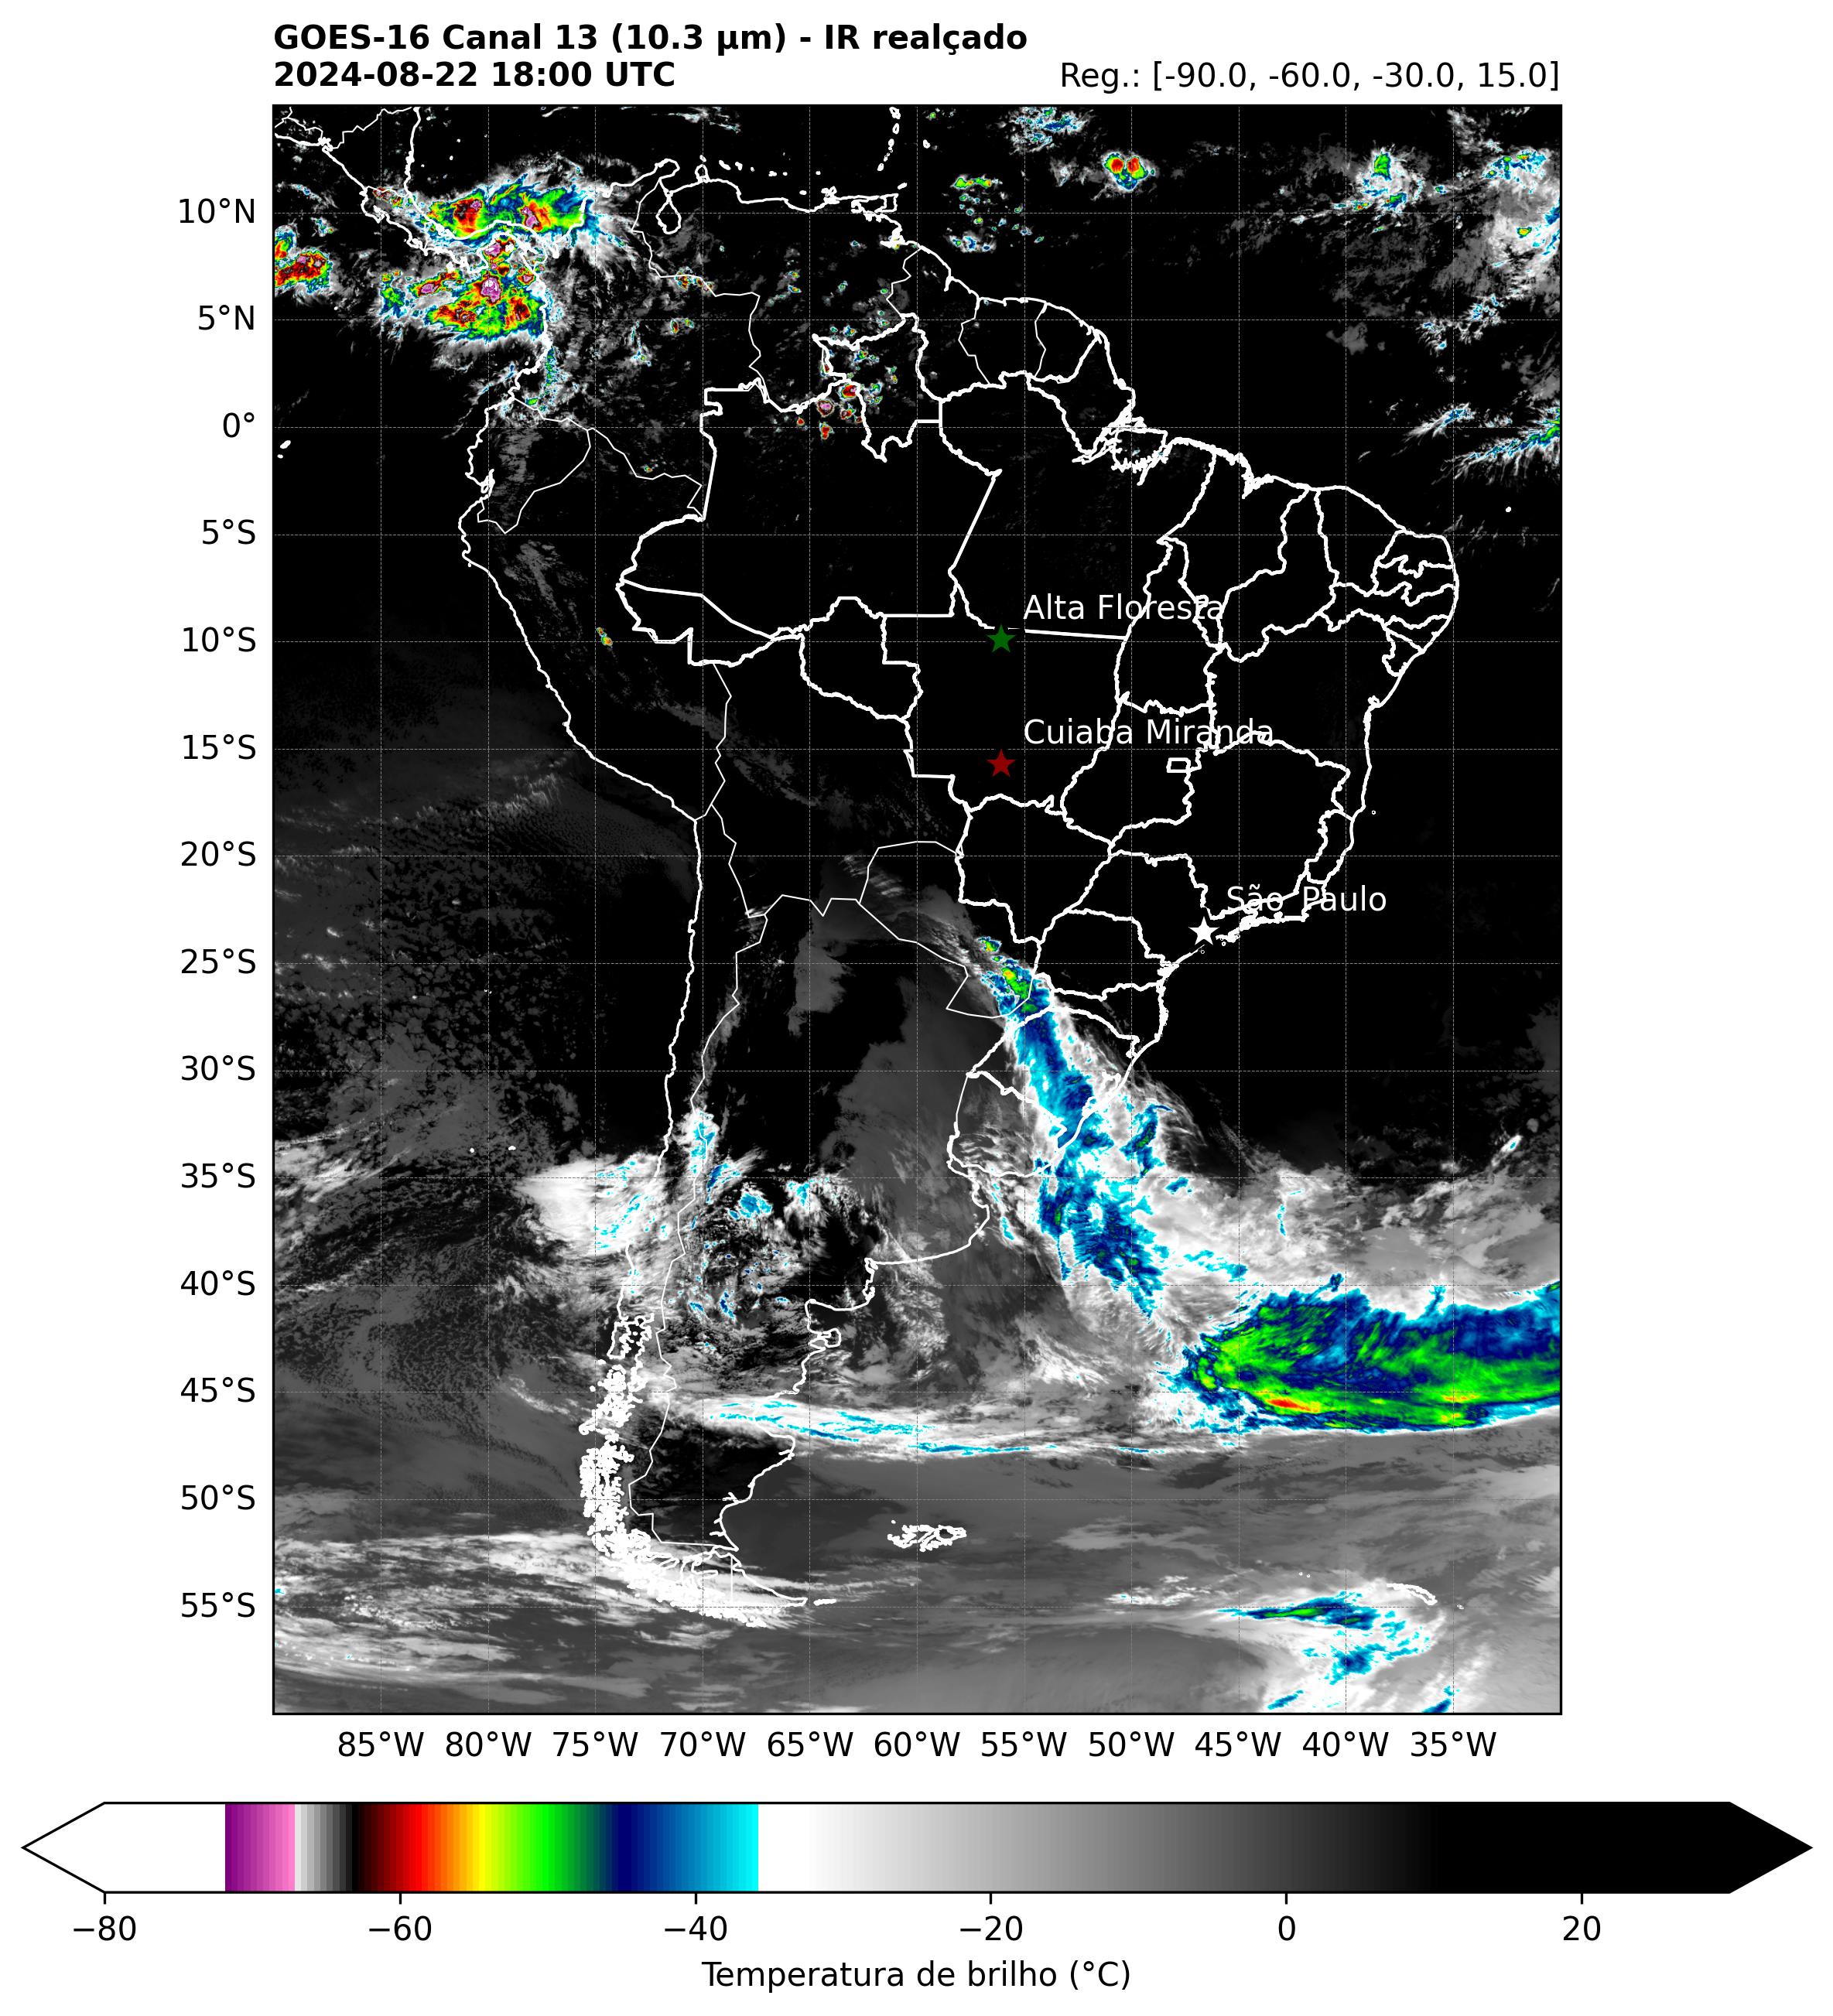 GOES-16 Canal 13 (10.3 µm) - IR realçado
2024-08-22 18:00 UTC
Reg.: [-90.0, -60.0, -30.0, 15.0]
10°N
5°N
0°
5°S
Alta Floresta
10°S
Cuiaba Miranda
15°S
20°S
São Paulo
25°S
30°S
35°S
40°S
45°S
50°S
55°S
85°W 80°W 75°W 70°W 65°W 60°W 55°W 50°W 45°W 40°W 35°W
−80 −60 −40 −20 0 20
Temperatura de brilho (°C)